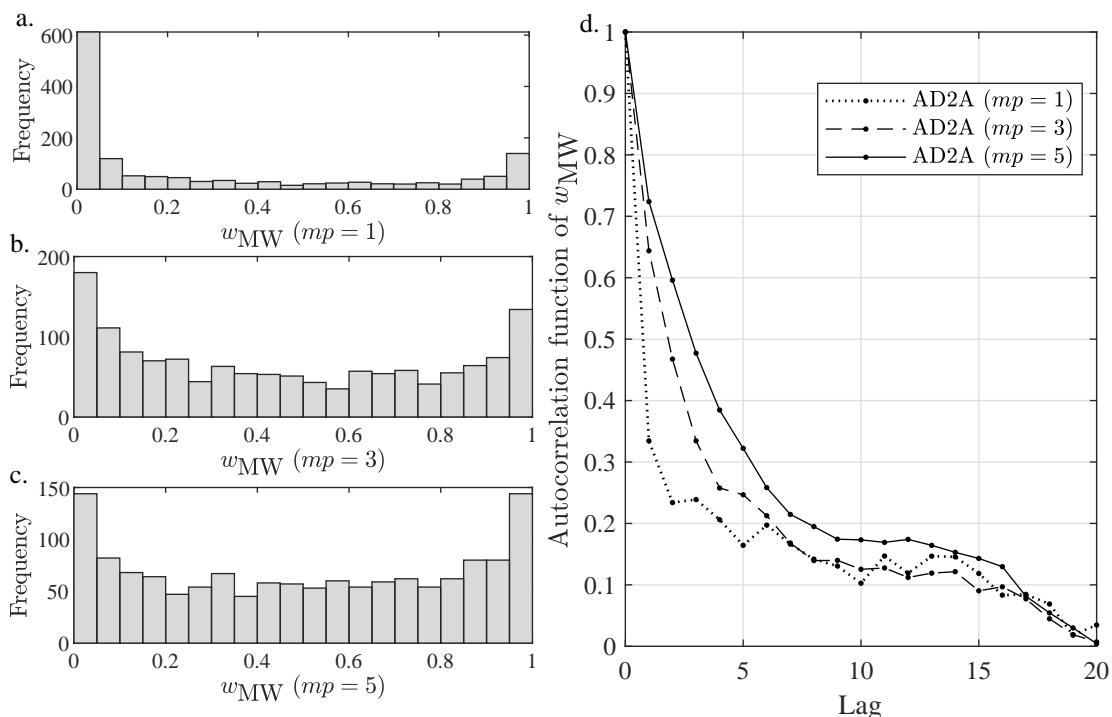 a.
600
400
200
0
Frequency
0 0.2 0.4 0.6 0.8 1
w_MW (mp = 1)
b.
200
100
0
Frequency
0 0.2 0.4 0.6 0.8 1
w_MW (mp = 3)
c.
150
100
50
0
Frequency
0 0.2 0.4 0.6 0.8 1
w_MW (mp = 5)
d.
1
0.9
0.8
0.7
0.6
0.5
0.4
0.3
0.2
0.1
0
Autocorrelation function of w_MW
AD2A (mp = 1)
AD2A (mp = 3)
AD2A (mp = 5)
0 5 10 15 20
Lag